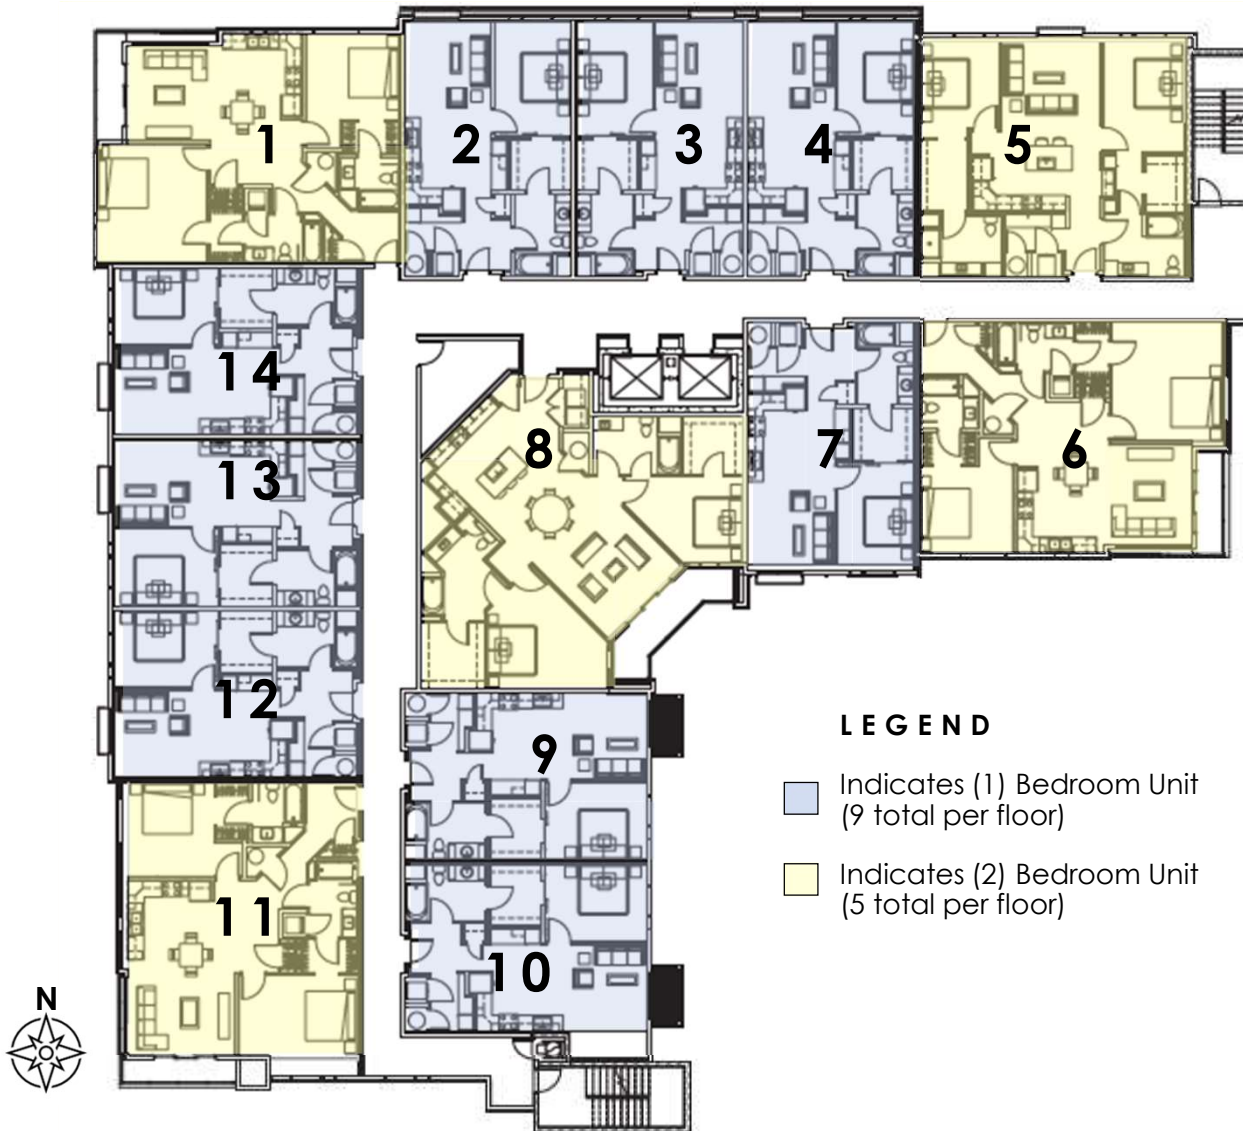 1
2
3
4
5
14
8
7
6
13
12
9
11
10
LEGEND
Indicates (1) Bedroom Unit
(9 total per floor)
Indicates (2) Bedroom Unit
(5 total per floor)
N